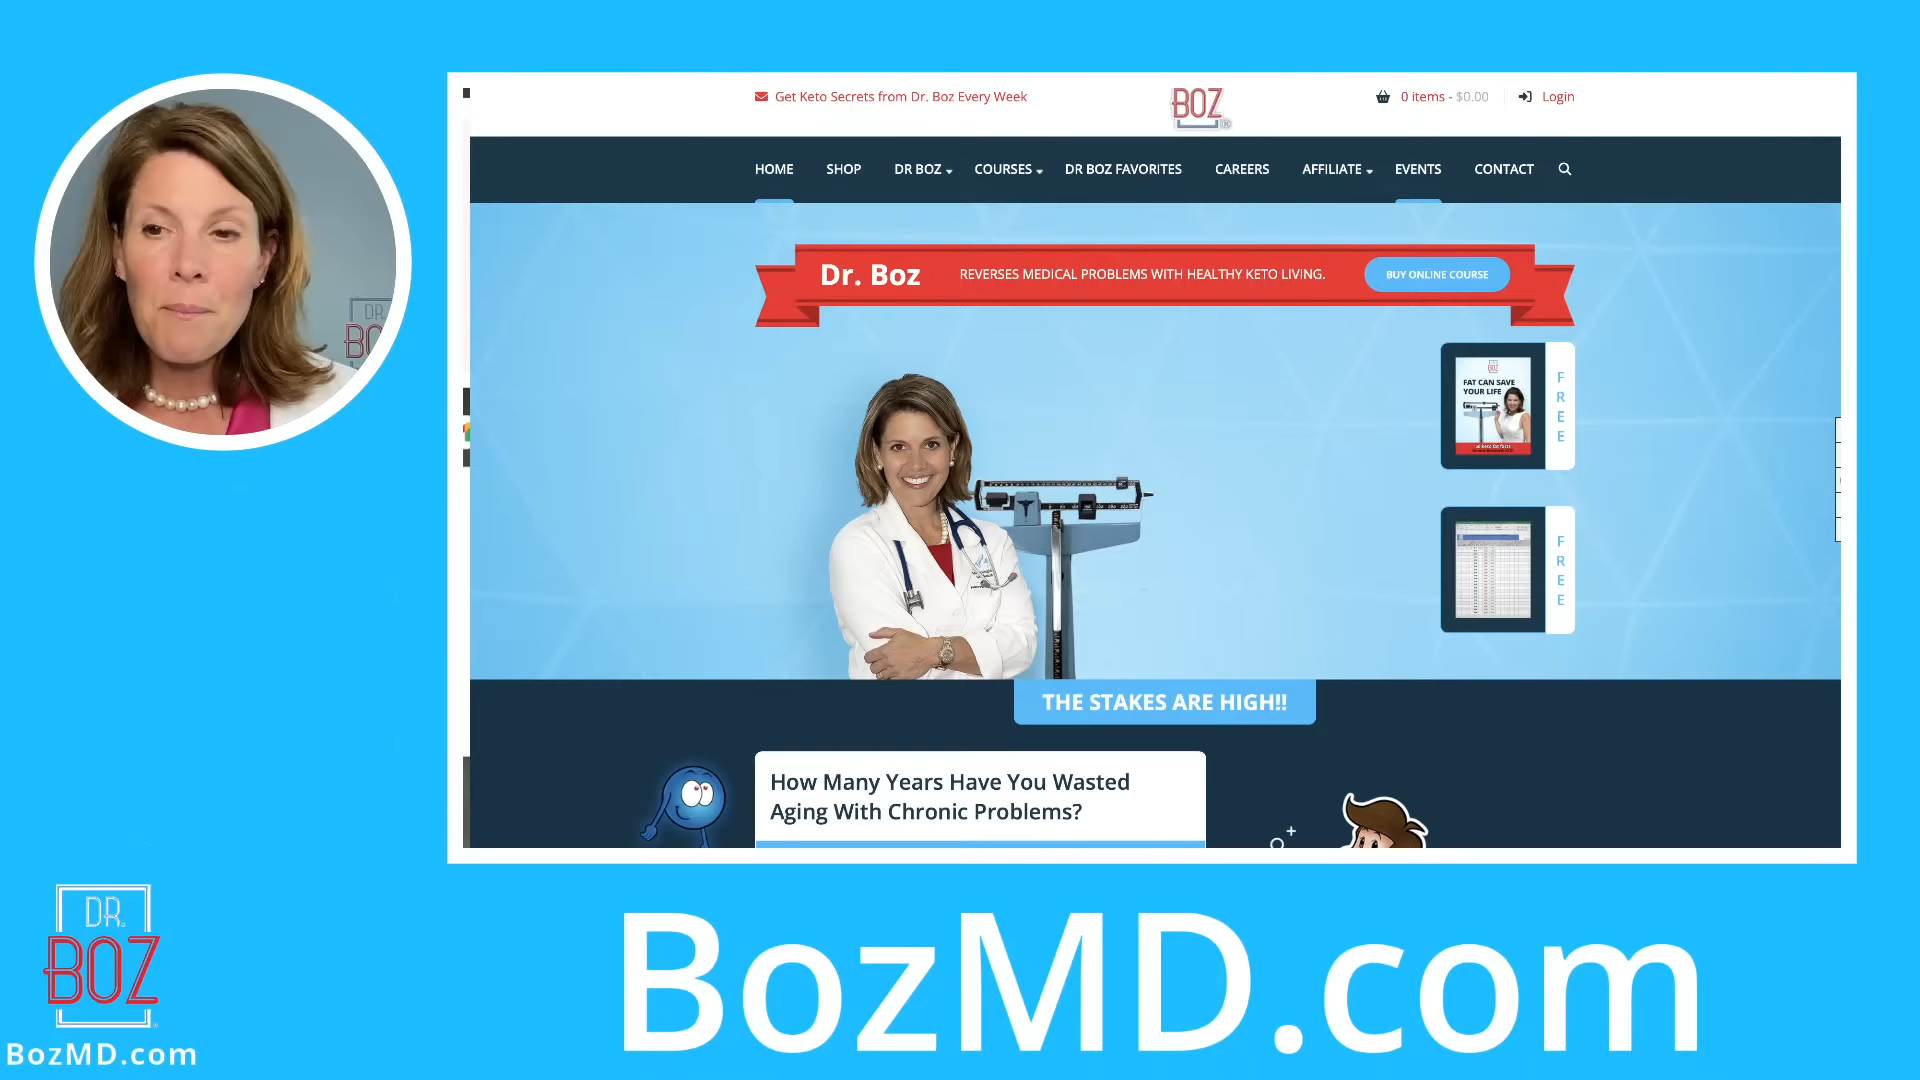 Get Keto Secrets from Dr. Boz Every Week
BOZ
0 items - $0.00
Login
HOME
SHOP
DR BOZ
COURSES
DR BOZ FAVORITES
CAREERS
AFFILIATE
EVENTS
CONTACT
Dr. Boz
REVERSES MEDICAL PROBLEMS WITH HEALTHY KETO LIVING.
BUY ONLINE COURSE
DR.
BO
BOZ
FAT CAN SAVE
YOUR LIFE
FREE
FREE
THE STAKES ARE HIGH!!
How Many Years Have You Wasted
Aging With Chronic Problems?
DR.
BOZ
BozMD.com
BozMD.com